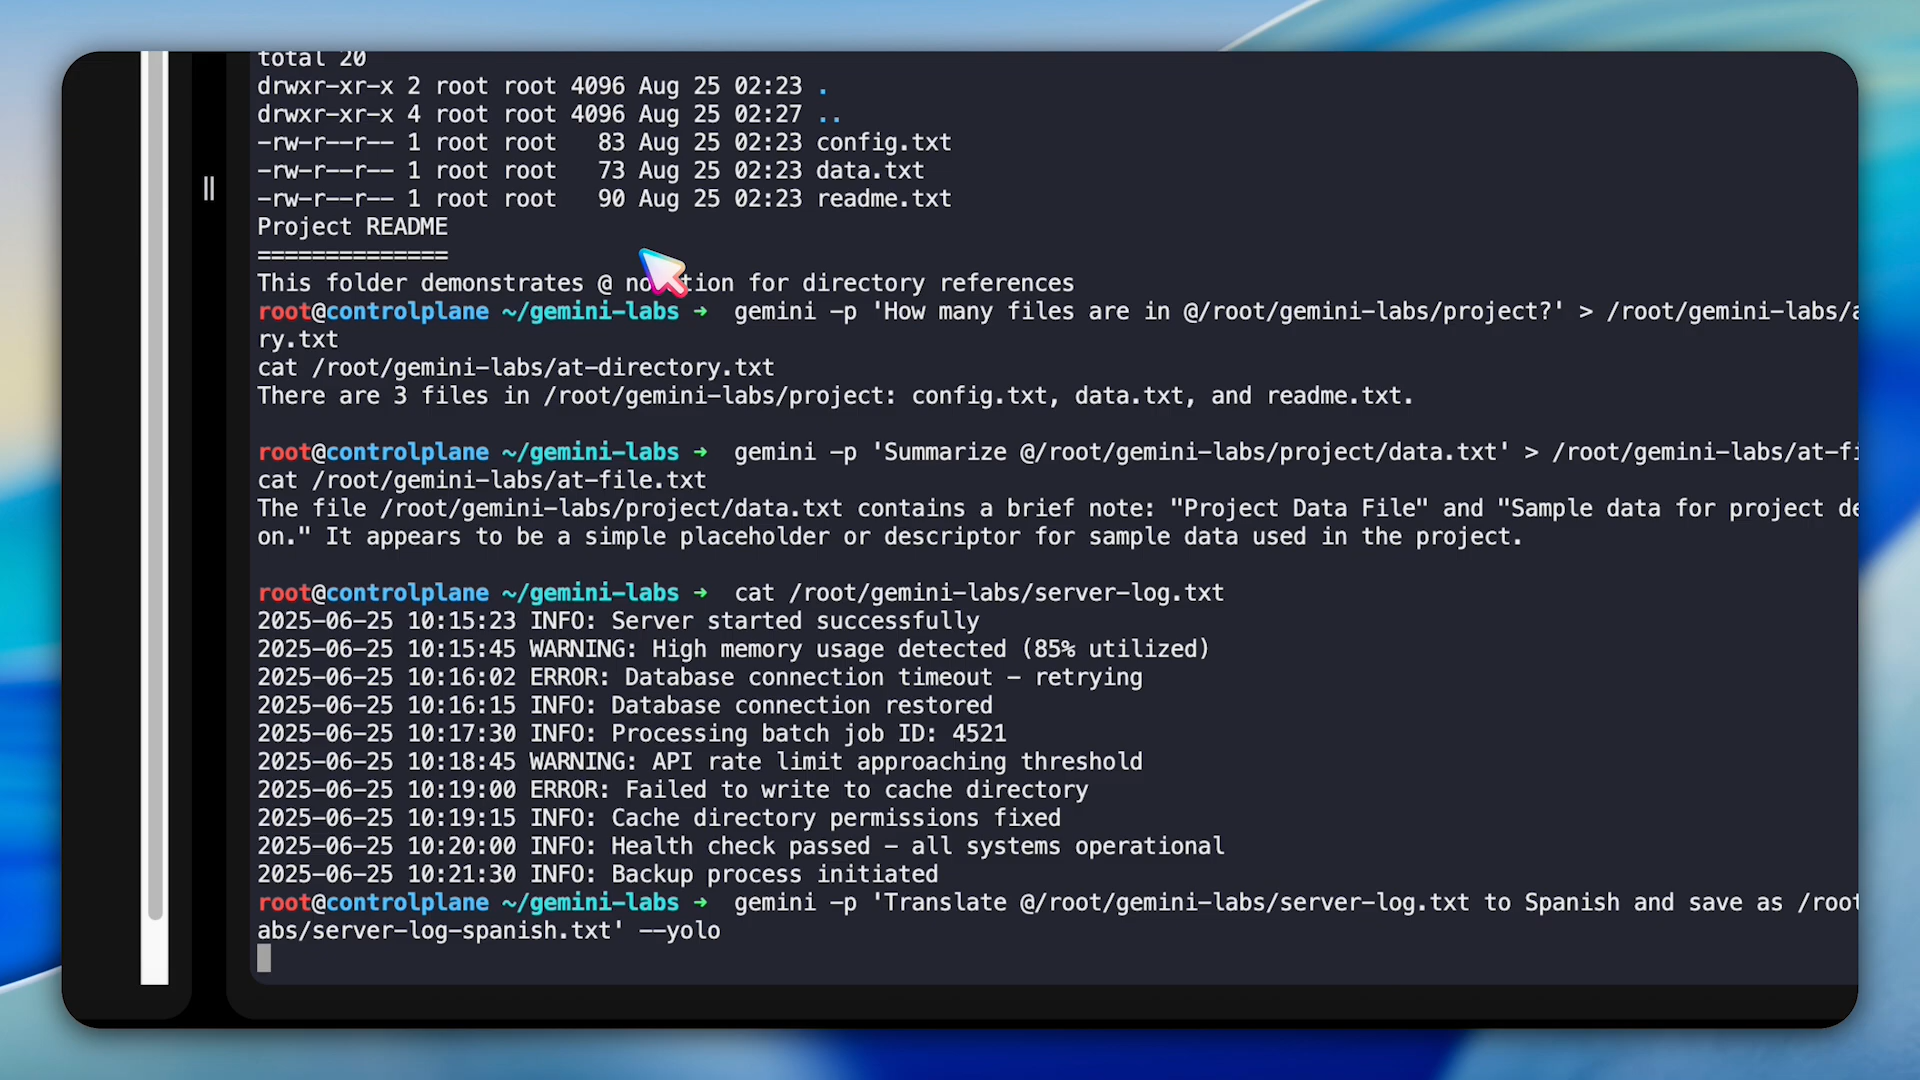 total 20
drwxr-xr-x 2 root root 4096 Aug 25 02:23 .
drwxr-xr-x 4 root root 4096 Aug 25 02:27 ..
-rw-r--r-- 1 root root   83 Aug 25 02:23 config.txt
-rw-r--r-- 1 root root   73 Aug 25 02:23 data.txt
-rw-r--r-- 1 root root   90 Aug 25 02:23 readme.txt
Project README
==============
This folder demonstrates @ for directory references
root@controlplane ~/gemini-labs ➜  gemini -p 'How many files are in @/root/gemini-labs/project?' > /root/gemini-labs/
ry.txt
cat /root/gemini-labs/at-directory.txt
There are 3 files in /root/gemini-labs/project: config.txt, data.txt, and readme.txt.
root@controlplane ~/gemini-labs ➜  gemini -p 'Summarize @/root/gemini-labs/project/data.txt' > /root/gemini-labs/at-fi
cat /root/gemini-labs/at-file.txt
The file /root/gemini-labs/project/data.txt contains a brief note: "Project Data File" and "Sample data for project de
on." It appears to be a simple placeholder or descriptor for sample data used in the project.
root@controlplane ~/gemini-labs ➜  cat /root/gemini-labs/server-log.txt
2025-06-25 10:15:23 INFO: Server started successfully
2025-06-25 10:15:45 WARNING: High memory usage detected (85% utilized)
2025-06-25 10:16:02 ERROR: Database connection timeout - retrying
2025-06-25 10:16:15 INFO: Database connection restored
2025-06-25 10:17:30 INFO: Processing batch job ID: 4521
2025-06-25 10:18:45 WARNING: API rate limit approaching threshold
2025-06-25 10:19:00 ERROR: Failed to write to cache directory
2025-06-25 10:19:15 INFO: Cache directory permissions fixed
2025-06-25 10:20:00 INFO: Health check passed - all systems operational
2025-06-25 10:21:30 INFO: Backup process initiated
root@controlplane ~/gemini-labs ➜  gemini -p 'Translate @/root/gemini-labs/server-log.txt to Spanish and save as /root
abs/server-log-spanish.txt' --yolo